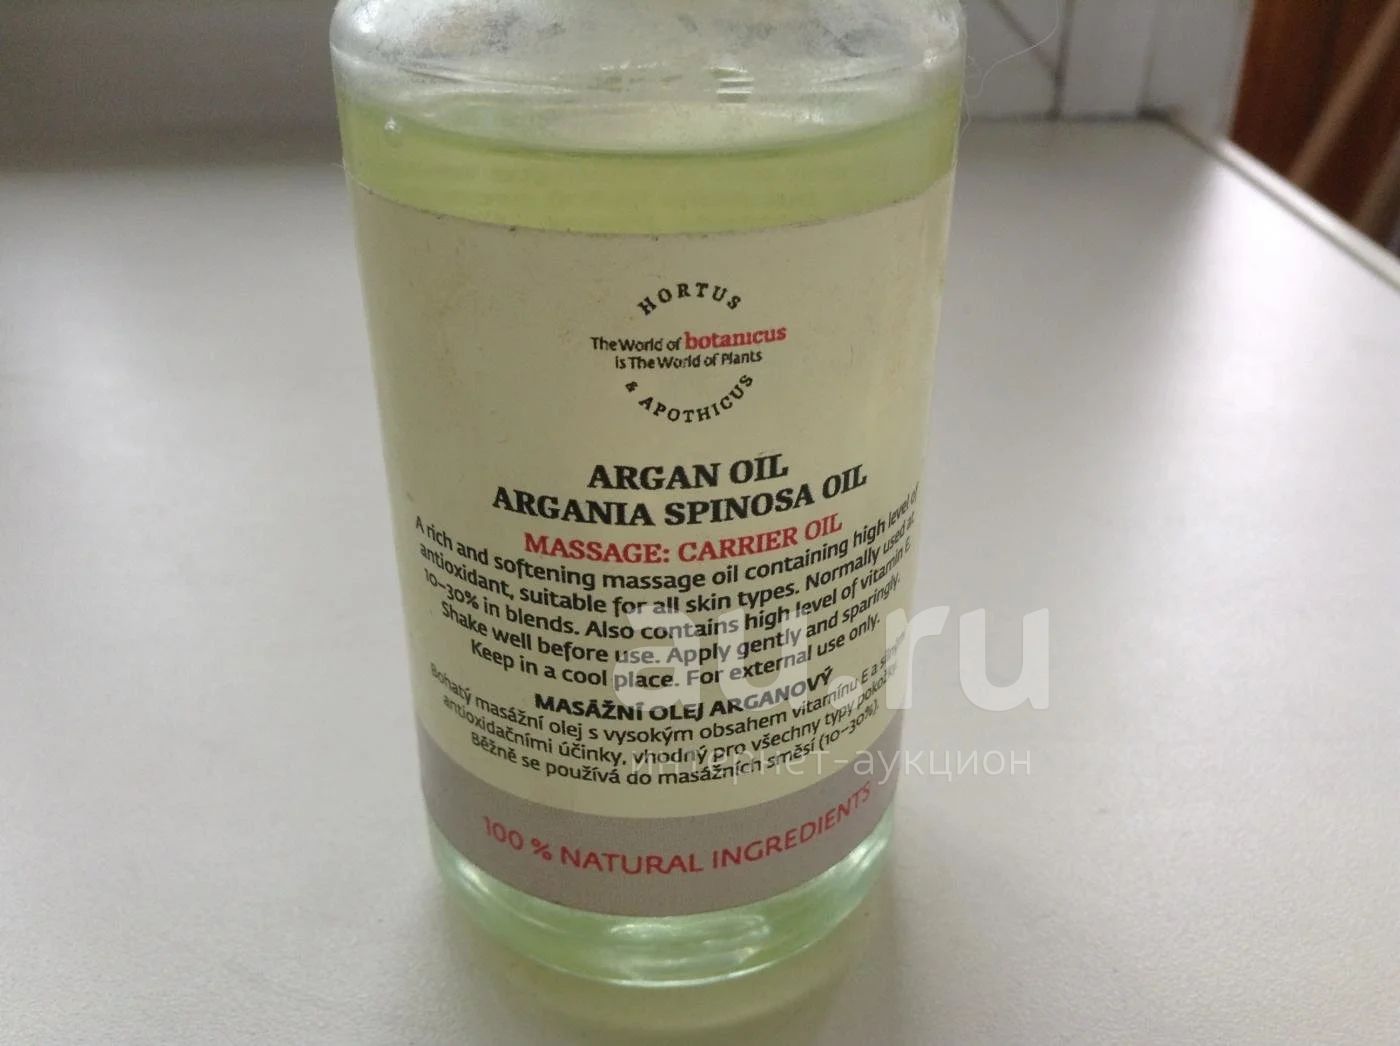 HORTUS
The World of botanicus
is The World of Plants
& APOTHICUS
ARGAN OIL
ARGANIA SPINOSA OIL
MASSAGE: CARRIER OIL
A rich and softening massage oil containing high level of
antioxidant, suitable for all skin types. Normally used at
10-30% in blends. Also contains high level of vitamin E.
Shake well before use. Apply gently and sparingly.
Keep in a cool place. For external use only.
MASÁŽNÍ OLEJ ARGANOVÝ
Bohatý masážní olej s vysokým obsahem vitamínu E a silnými
antioxidačními účinky, vhodný pro všechny typy pokožky.
Běžně se používá do masážních směsí (10-30%).
100 % NATURAL INGREDIENTS
au.ru
интернет-аукцион